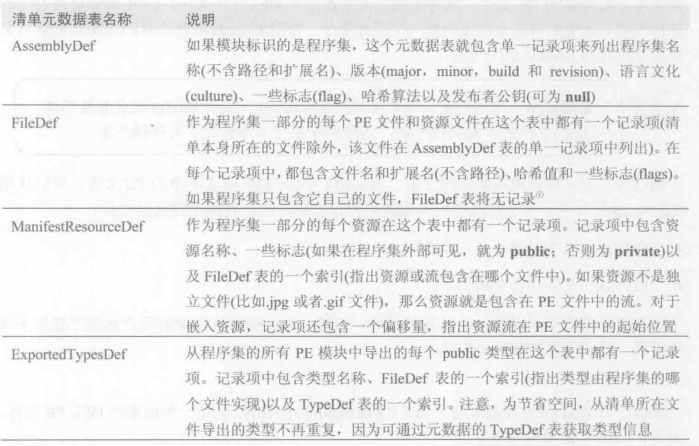 清单元数据表名称 说明
AssemblyDef 如果模块标识的是程序集，这个元数据表就包含单一记录项来列出程序集名
称(不含路径和扩展名)、版本(major，minor，build 和 revision)、语言文化
(culture)、一些标志(flag)、哈希算法以及发布者公钥(可为 null)
FileDef 作为程序集一部分的每个 PE 文件和资源文件在这个表中都有一个记录项(清
单本身所在的文件除外，该文件在 AssemblyDef 表的单一记录项中列出)。在
每个记录项中，都包含文件名和扩展名(不含路径)、哈希值和一些标志(flags)。
如果程序集只包含它自己的文件，FileDef 表将无记录①
ManifestResourceDef 作为程序集一部分的每个资源在这个表中都有一个记录项。记录项中包含资
源名称、一些标志(如果在程序集外部可见，就为 public；否则为 private)以
及 FileDef 表的一个索引(指出资源或流包含在哪个文件中)。如果资源不是独
立文件(比如.jpg 或者.gif 文件)，那么资源就是包含在 PE 文件中的流。对于
嵌入资源，记录项还包含一个偏移量，指出资源流在 PE 文件中的起始位置
ExportedTypesDef 从程序集的所有 PE 模块中导出的每个 public 类型在这个表中都有一个记录
项。记录项中包含类型名称、FileDef 表的一个索引(指出类型由程序集的哪
个文件实现)以及 TypeDef 表的一个索引。注意，为节省空间，从清单所在文
件导出的类型不再重复，因为可通过元数据的 TypeDef 表获取类型信息